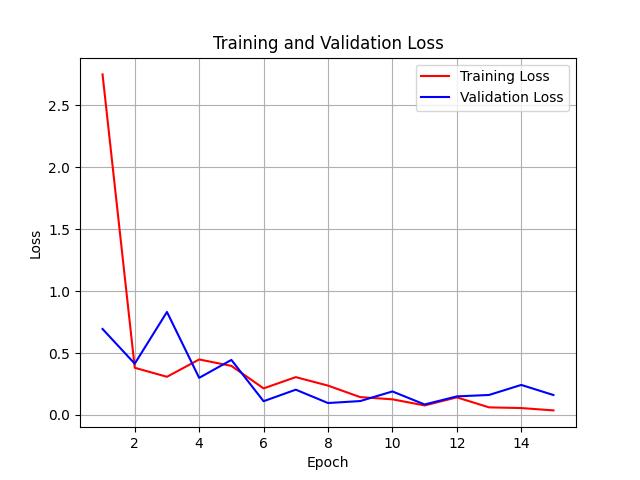 Training and Validation Loss
Training Loss
Validation Loss
2.5
2.0
1.5
1.0
0.5
0.0
Loss
2 4 6 8 10 12 14
Epoch